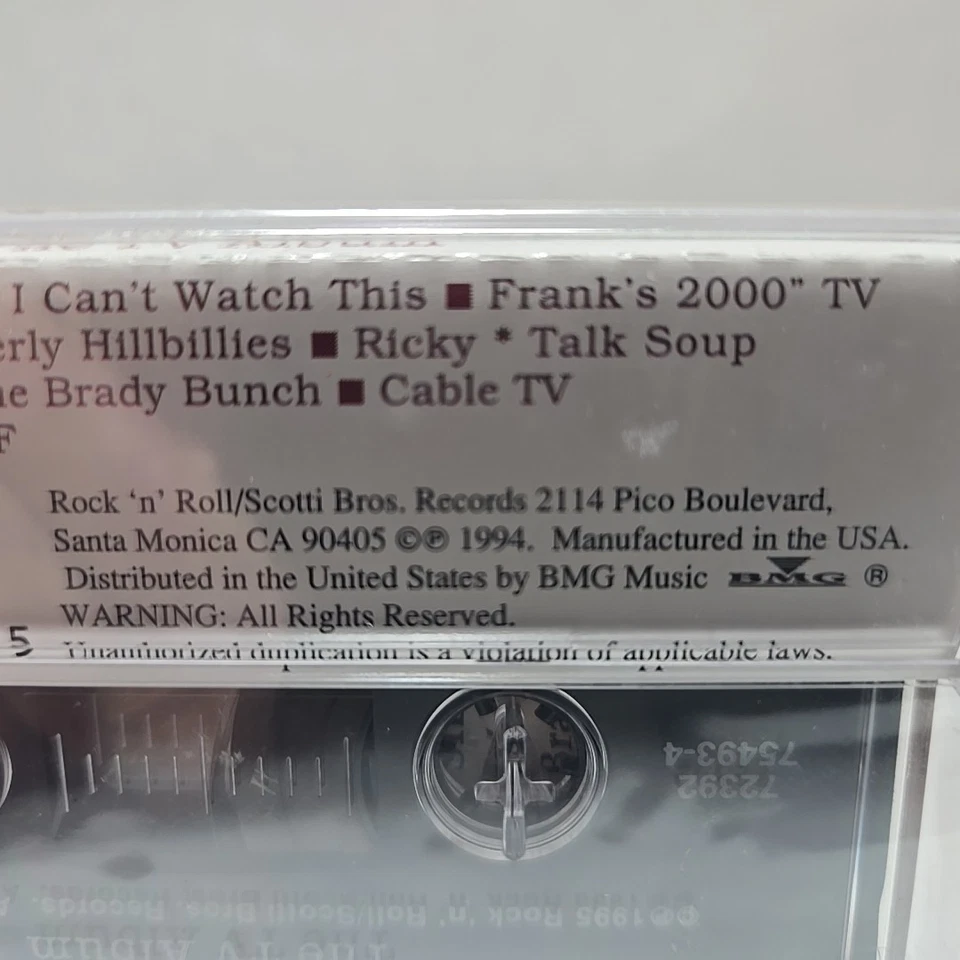 I Can't Watch This ■ Frank's 2000" TV
erly Hillbillies ■ Ricky * Talk Soup
e Brady Bunch ■ Cable TV
F
Rock 'n' Roll/Scotti Bros. Records 2114 Pico Boulevard,
Santa Monica CA 90405 ©℗ 1994. Manufactured in the USA.
Distributed in the United States by BMG Music BMG ®
WARNING: All Rights Reserved.
5
Unauthorized duplication is a violation of applicable laws.
72392
75493-4
℗© 1995 Rock 'n' Roll/Scotti Bros. Records. A
The TV Album